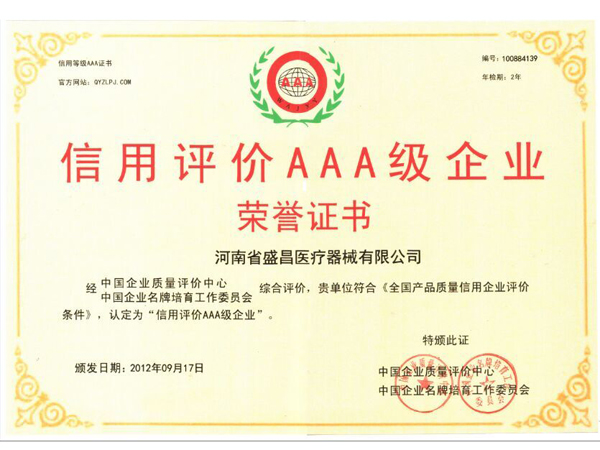 信用等级AAA证书
官方网站：QYZLPJ.COM
编号：100884139
年检期：2年
AAA
信用评价AAA级企业
荣誉证书
河南省盛昌医疗器械有限公司
经 中国企业质量评价中心 中国企业名牌培育工作委员会 综合评价，贵单位符合《全国产品质量信用企业评价
条件》，认定为“信用评价AAA级企业”。
特颁此证
颁发日期：2012年09月17日
中国企业质量评价中心
中国企业名牌培育工作委员会